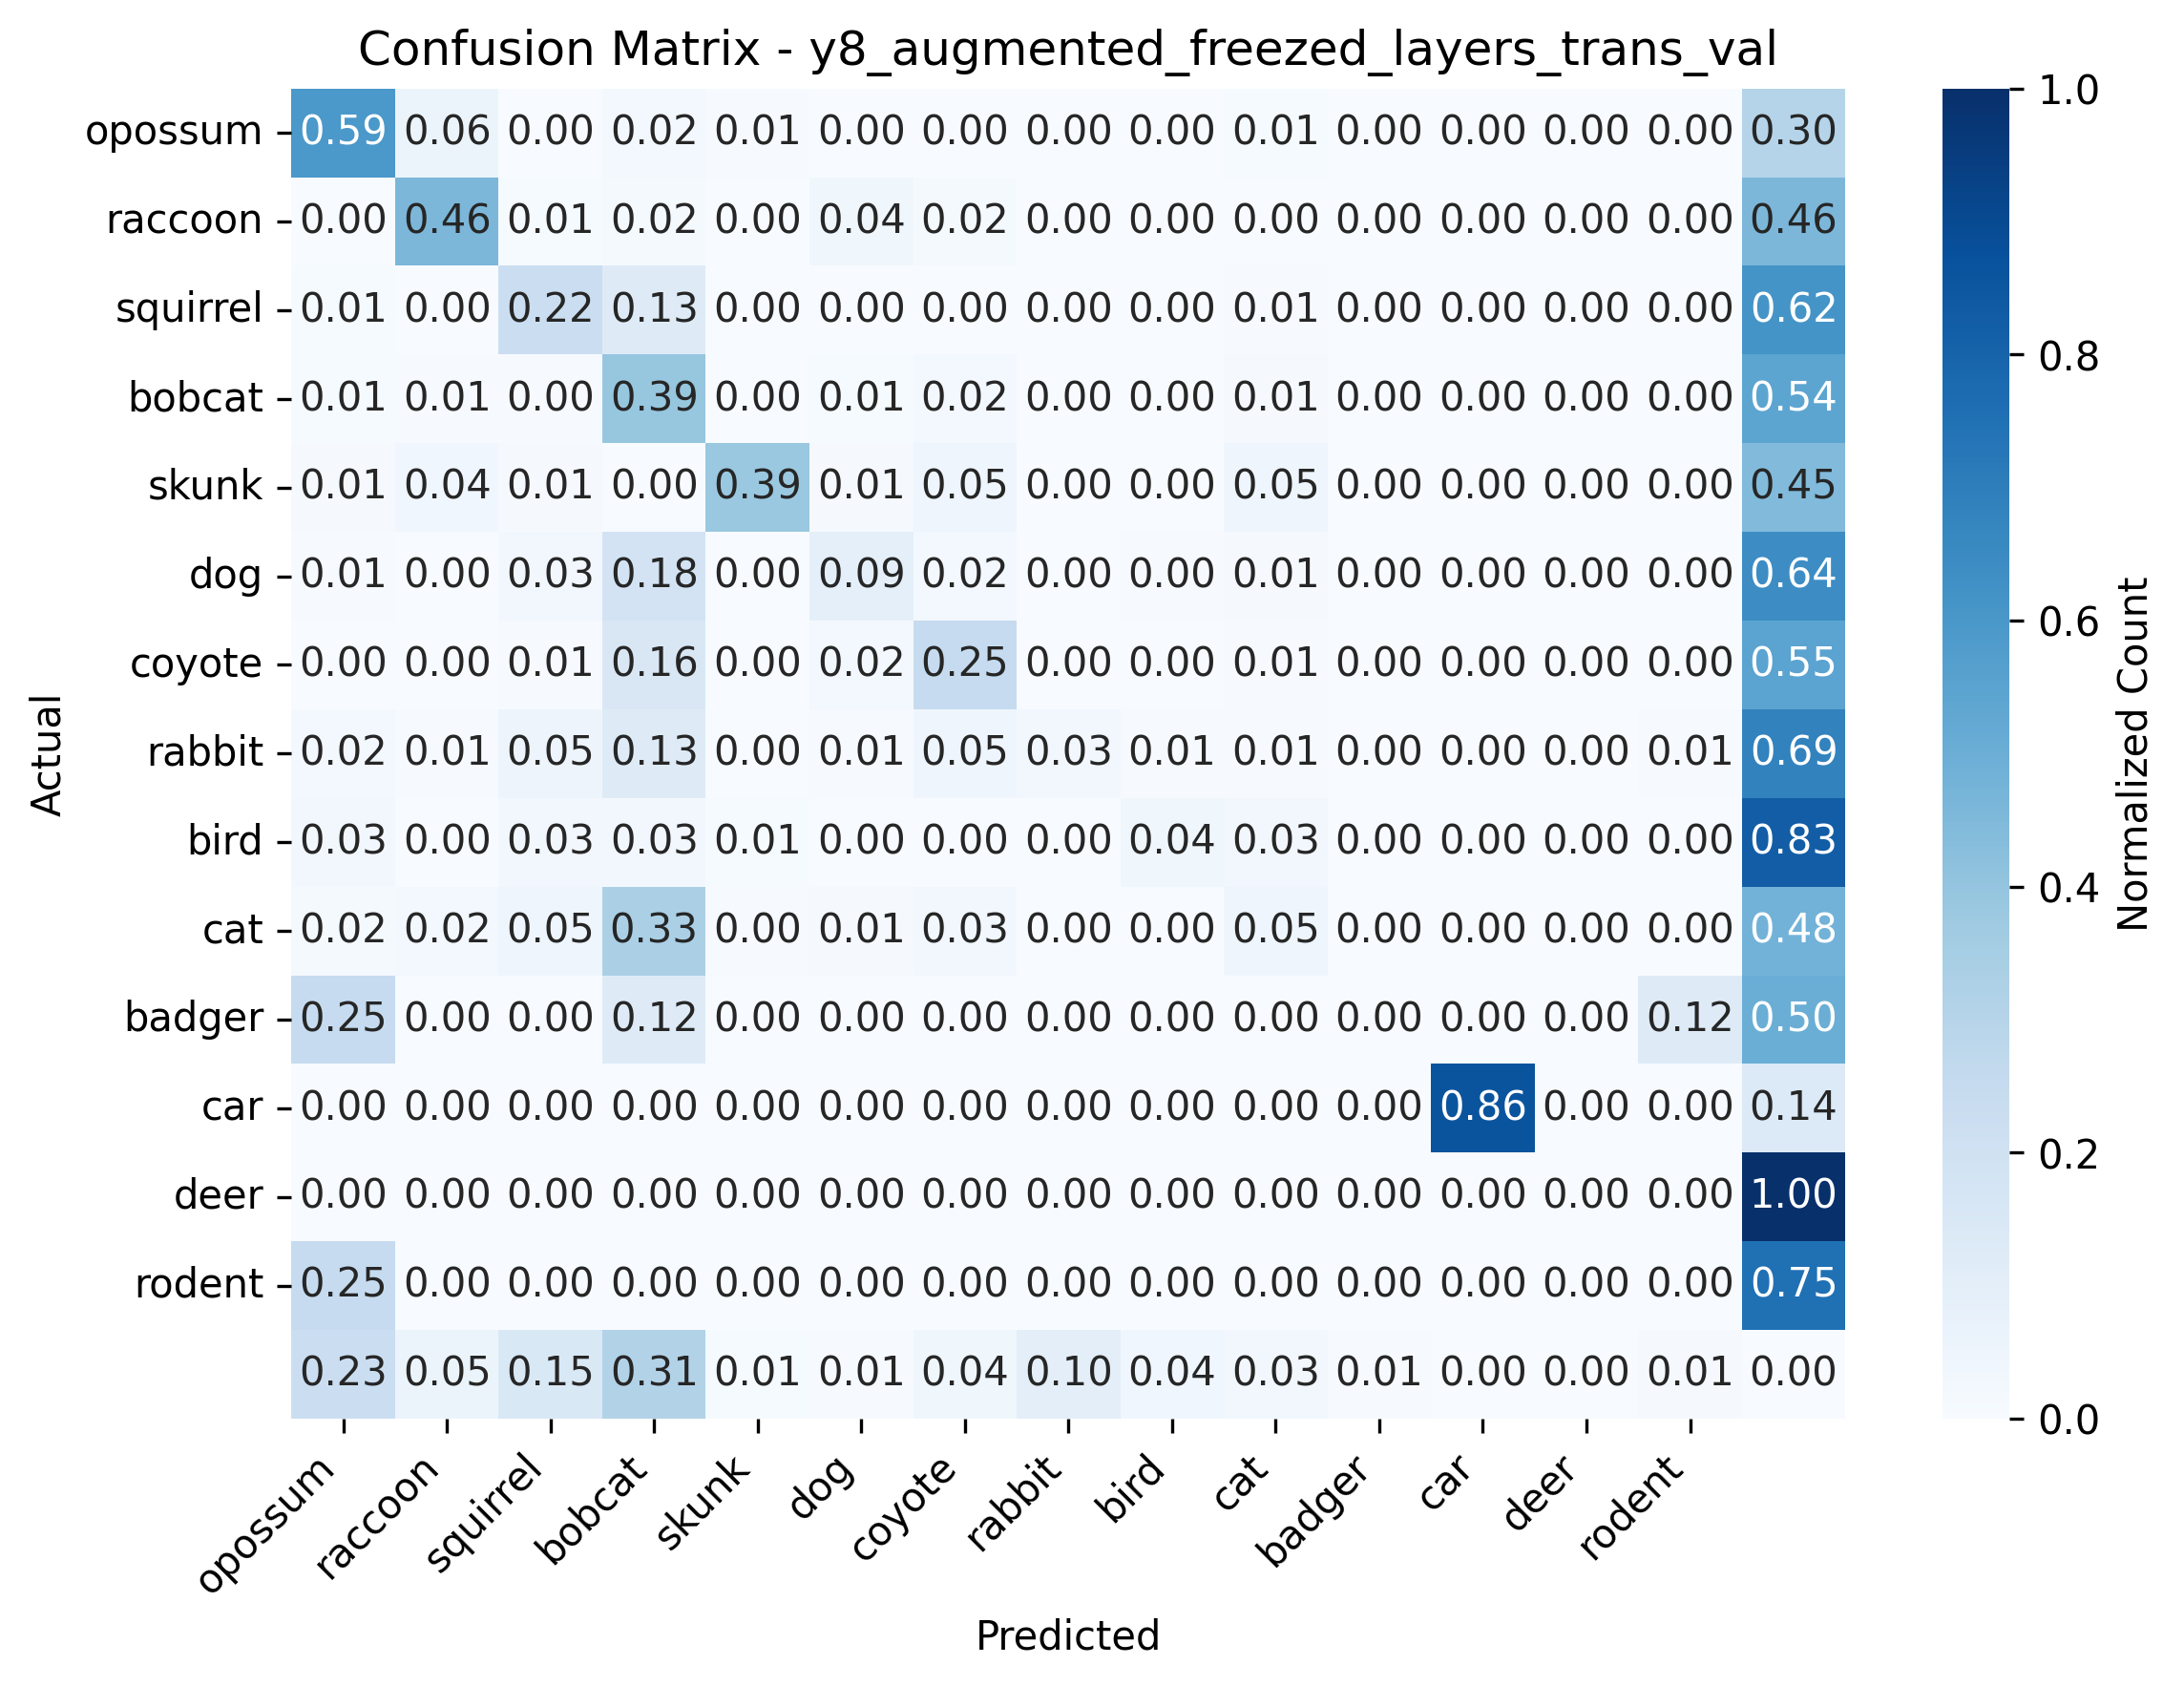 Confusion Matrix - y8_augmented_freezed_layers_trans_val
opossum 0.59 0.06 0.00 0.02 0.01 0.00 0.00 0.00 0.00 0.01 0.00 0.00 0.00 0.00 0.30
raccoon 0.00 0.46 0.01 0.02 0.00 0.04 0.02 0.00 0.00 0.00 0.00 0.00 0.00 0.00 0.46
squirrel 0.01 0.00 0.22 0.13 0.00 0.00 0.00 0.00 0.00 0.01 0.00 0.00 0.00 0.00 0.62
bobcat 0.01 0.01 0.00 0.39 0.00 0.01 0.02 0.00 0.00 0.01 0.00 0.00 0.00 0.00 0.54
skunk 0.01 0.04 0.01 0.00 0.39 0.01 0.05 0.00 0.00 0.05 0.00 0.00 0.00 0.00 0.45
dog 0.01 0.00 0.03 0.18 0.00 0.09 0.02 0.00 0.00 0.01 0.00 0.00 0.00 0.00 0.64
coyote 0.00 0.00 0.01 0.16 0.00 0.02 0.25 0.00 0.00 0.01 0.00 0.00 0.00 0.00 0.55
rabbit 0.02 0.01 0.05 0.13 0.00 0.01 0.05 0.03 0.01 0.01 0.00 0.00 0.00 0.01 0.69
bird 0.03 0.00 0.03 0.03 0.01 0.00 0.00 0.00 0.04 0.03 0.00 0.00 0.00 0.00 0.83
cat 0.02 0.02 0.05 0.33 0.00 0.01 0.03 0.00 0.00 0.05 0.00 0.00 0.00 0.00 0.48
badger 0.25 0.00 0.00 0.12 0.00 0.00 0.00 0.00 0.00 0.00 0.00 0.00 0.00 0.12 0.50
car 0.00 0.00 0.00 0.00 0.00 0.00 0.00 0.00 0.00 0.00 0.00 0.86 0.00 0.00 0.14
deer 0.00 0.00 0.00 0.00 0.00 0.00 0.00 0.00 0.00 0.00 0.00 0.00 0.00 0.00 1.00
rodent 0.25 0.00 0.00 0.00 0.00 0.00 0.00 0.00 0.00 0.00 0.00 0.00 0.00 0.00 0.75
0.23 0.05 0.15 0.31 0.01 0.01 0.04 0.10 0.04 0.03 0.01 0.00 0.00 0.01 0.00
opossum raccoon squirrel bobcat skunk dog coyote rabbit bird cat badger car deer rodent
Predicted
Actual
1.0
0.8
0.6
0.4
0.2
0.0
Normalized Count